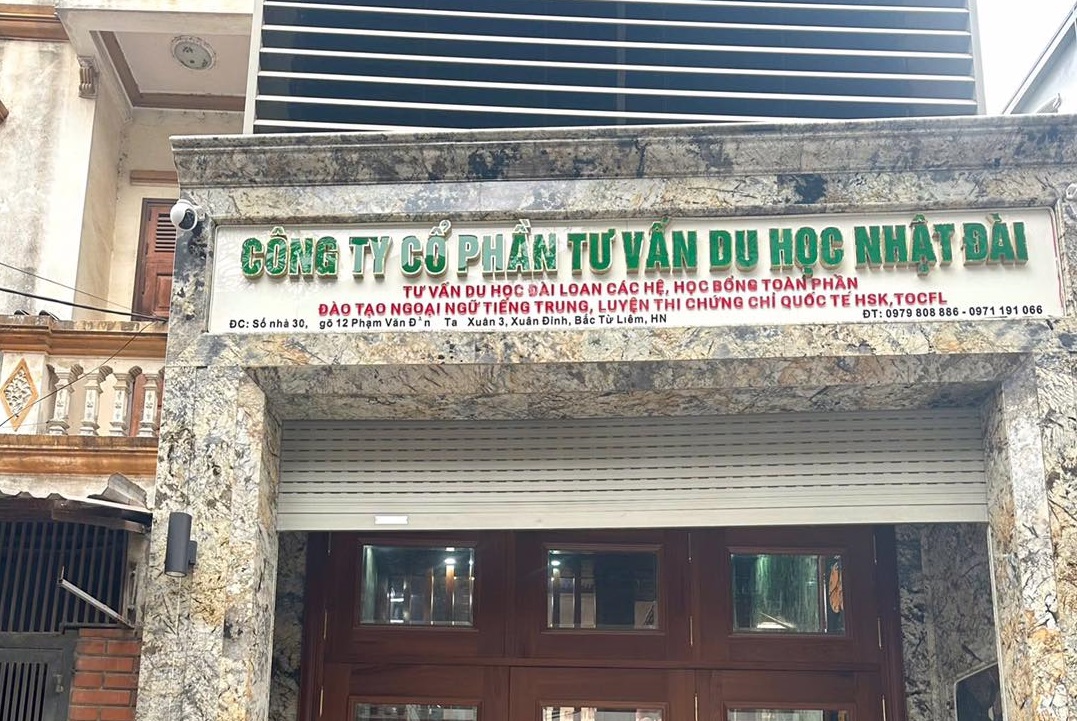 CÔNG TY CỔ PHẦN TƯ VẤN DU HỌC NHẬT ĐÀI
TƯ VẤN DU HỌC ĐÀI LOAN CÁC HỆ, HỌC BỔNG TOÀN PHẦN
ĐÀO TẠO NGOẠI NGỮ TIẾNG TRUNG, LUYỆN THI CHỨNG CHỈ QUỐC TẾ HSK,TOCFL
ĐC: Số nhà 30, gõ 12 Phạm Văn Xuân 3, Xuân Đỉnh, Bắc Từ Liêm, HN
ĐT: 0979 808 886 - 0971 191 066